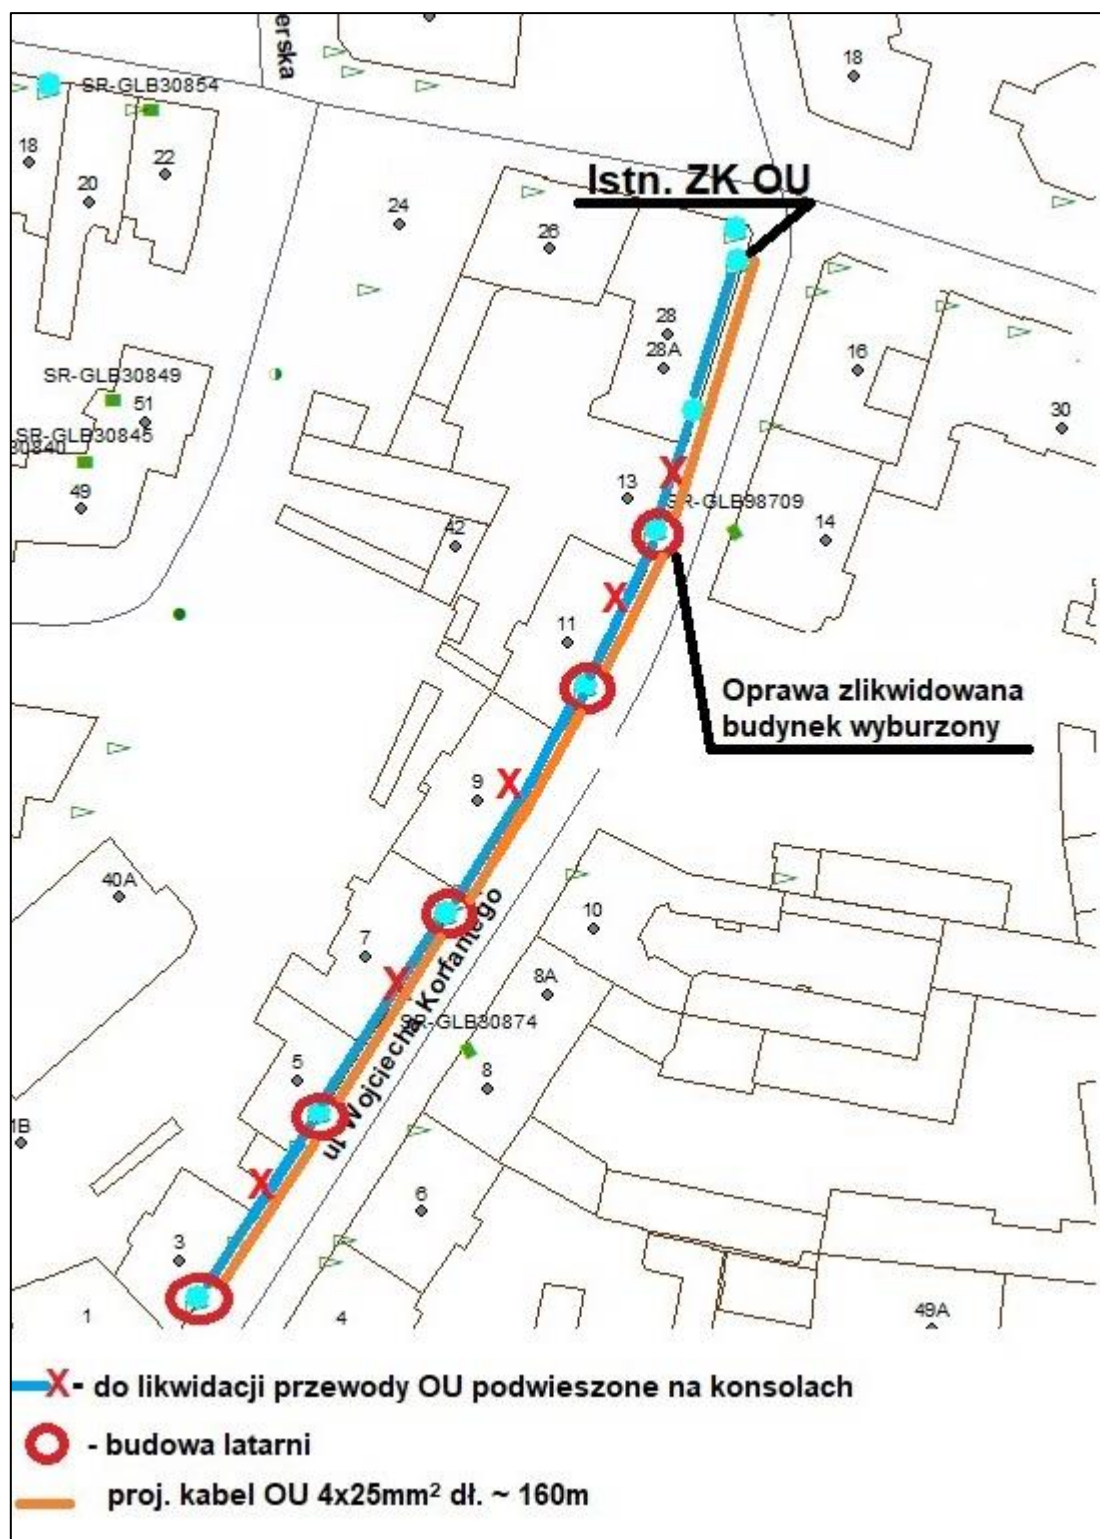 erska
18
SR-GLB30854
18
20
22
Istn. ZK OU
24
26
28
28A
16
30
SR-GLB30849
51
SR-GLB30845
30840
49
13
SR-GLB98709
14
42
11
Oprawa zlikwidowana
budynek wyburzony
9
40A
10
7
8A
ul. Wojciecha Korfantego
SR-GLB30874
5
8
1B
6
3
1
4
49A
X
X
X
X
X
X- do likwidacji przewody OU podwieszone na konsolach
- budowa latarni
proj. kabel OU 4x25mm² dł. ~ 160m